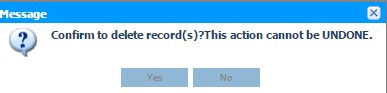 Message
Confirm to delete record(s)?This action cannot be UNDONE.
Yes No